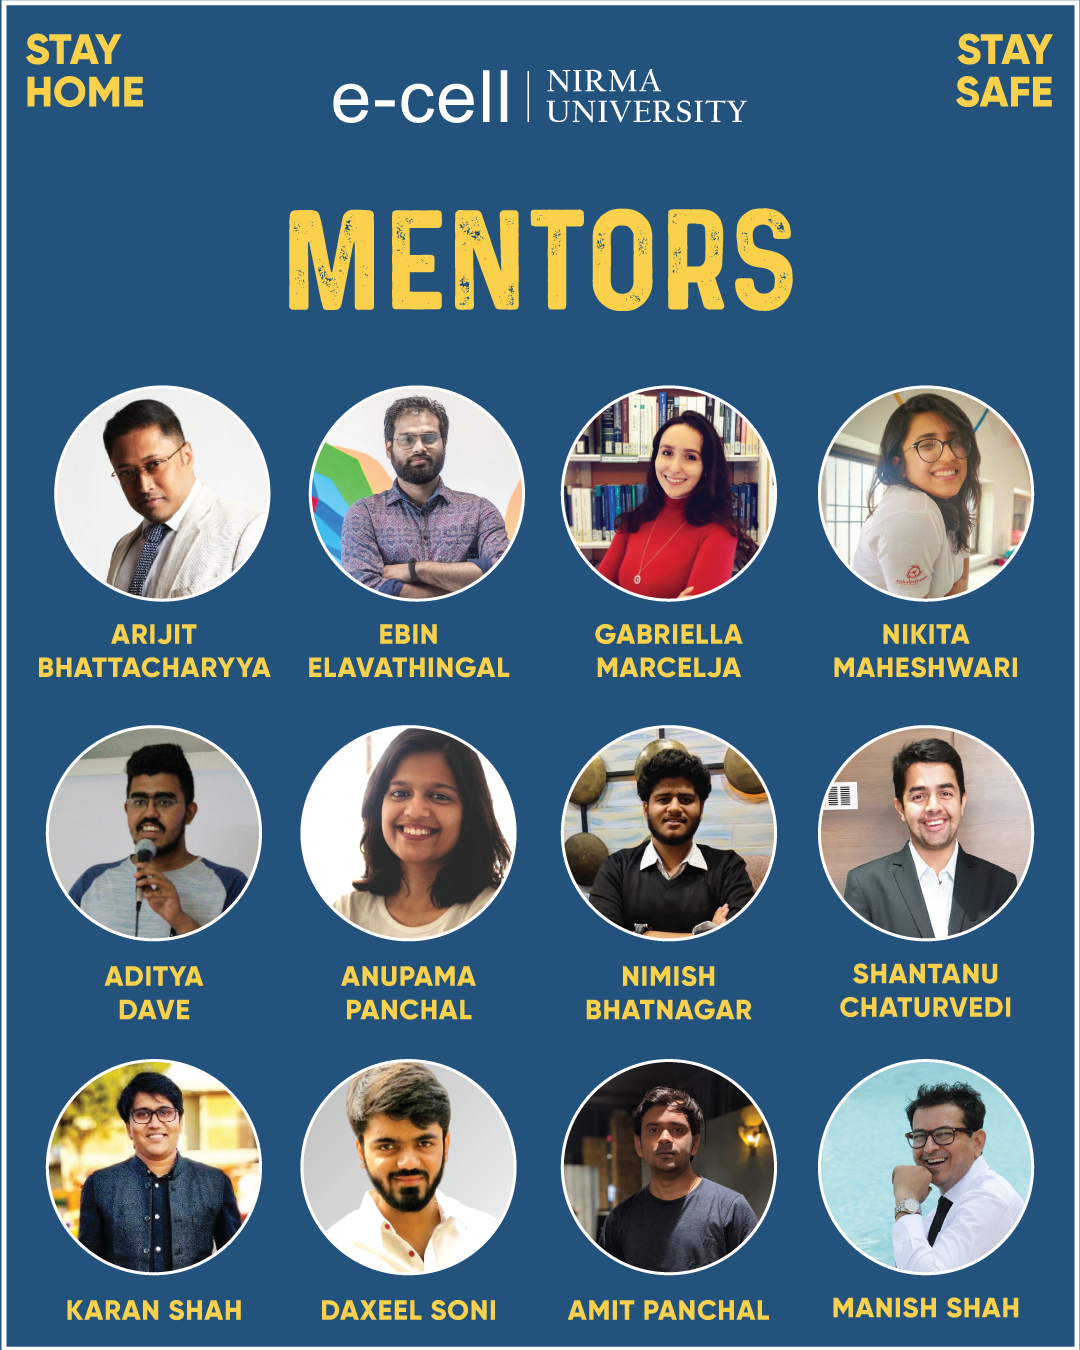 STAY
HOME
STAY
SAFE
e-cell
NIRMA
UNIVERSITY
MENTORS
ARIJIT
BHATTACHARYYA
EBIN
ELAVATHINGAL
GABRIELLA
MARCELJA
NIKITA
MAHESHWARI
ADITYA
DAVE
ANUPAMA
PANCHAL
NIMISH
BHATNAGAR
SHANTANU
CHATURVEDI
KARAN SHAH
DAXEEL SONI
AMIT PANCHAL
MANISH SHAH